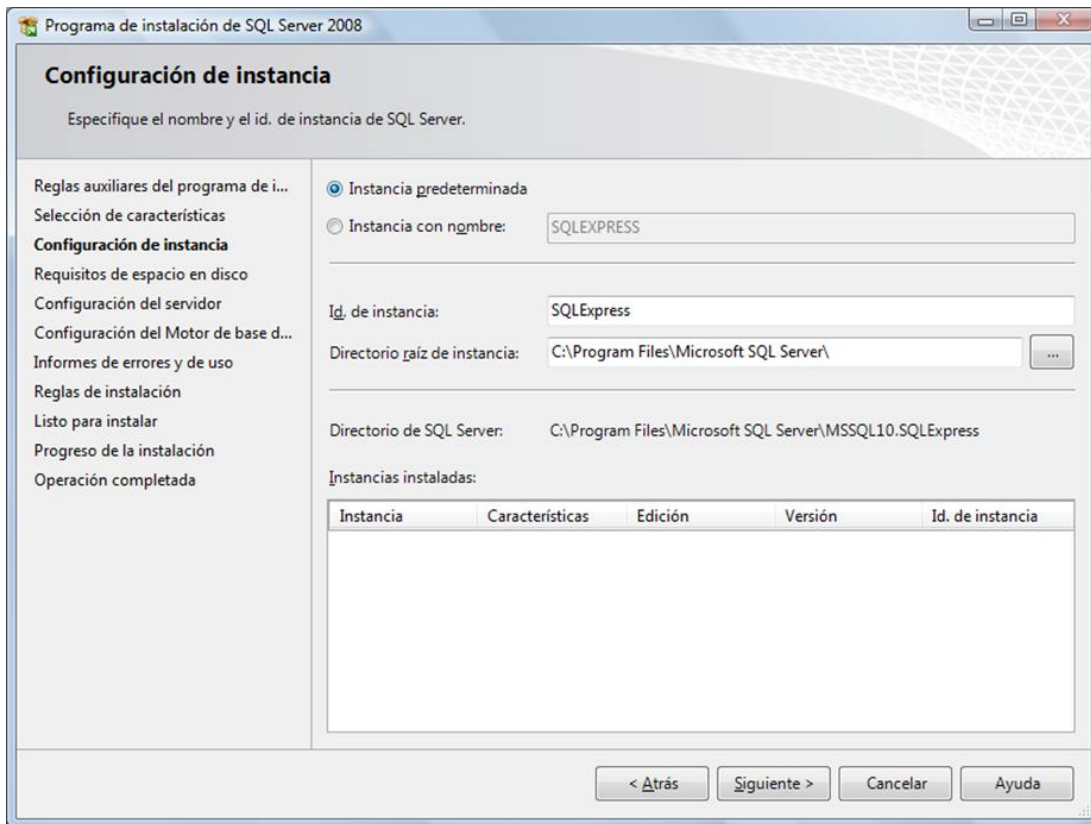 Programa de instalación de SQL Server 2008
Configuración de instancia
Especifique el nombre y el id. de instancia de SQL Server.
Reglas auxiliares del programa de i...
Selección de características
Configuración de instancia
Requisitos de espacio en disco
Configuración del servidor
Configuración del Motor de base d...
Informes de errores y de uso
Reglas de instalación
Listo para instalar
Progreso de la instalación
Operación completada
Instancia predeterminada
Instancia con nombre: SQLEXPRESS
Id. de instancia: SQLExpress
Directorio raíz de instancia: C:\Program Files\Microsoft SQL Server\ ...
Directorio de SQL Server: C:\Program Files\Microsoft SQL Server\MSSQL10.SQLExpress
Instancias instaladas:
Instancia Características Edición Versión Id. de instancia
< Atrás Siguiente > Cancelar Ayuda